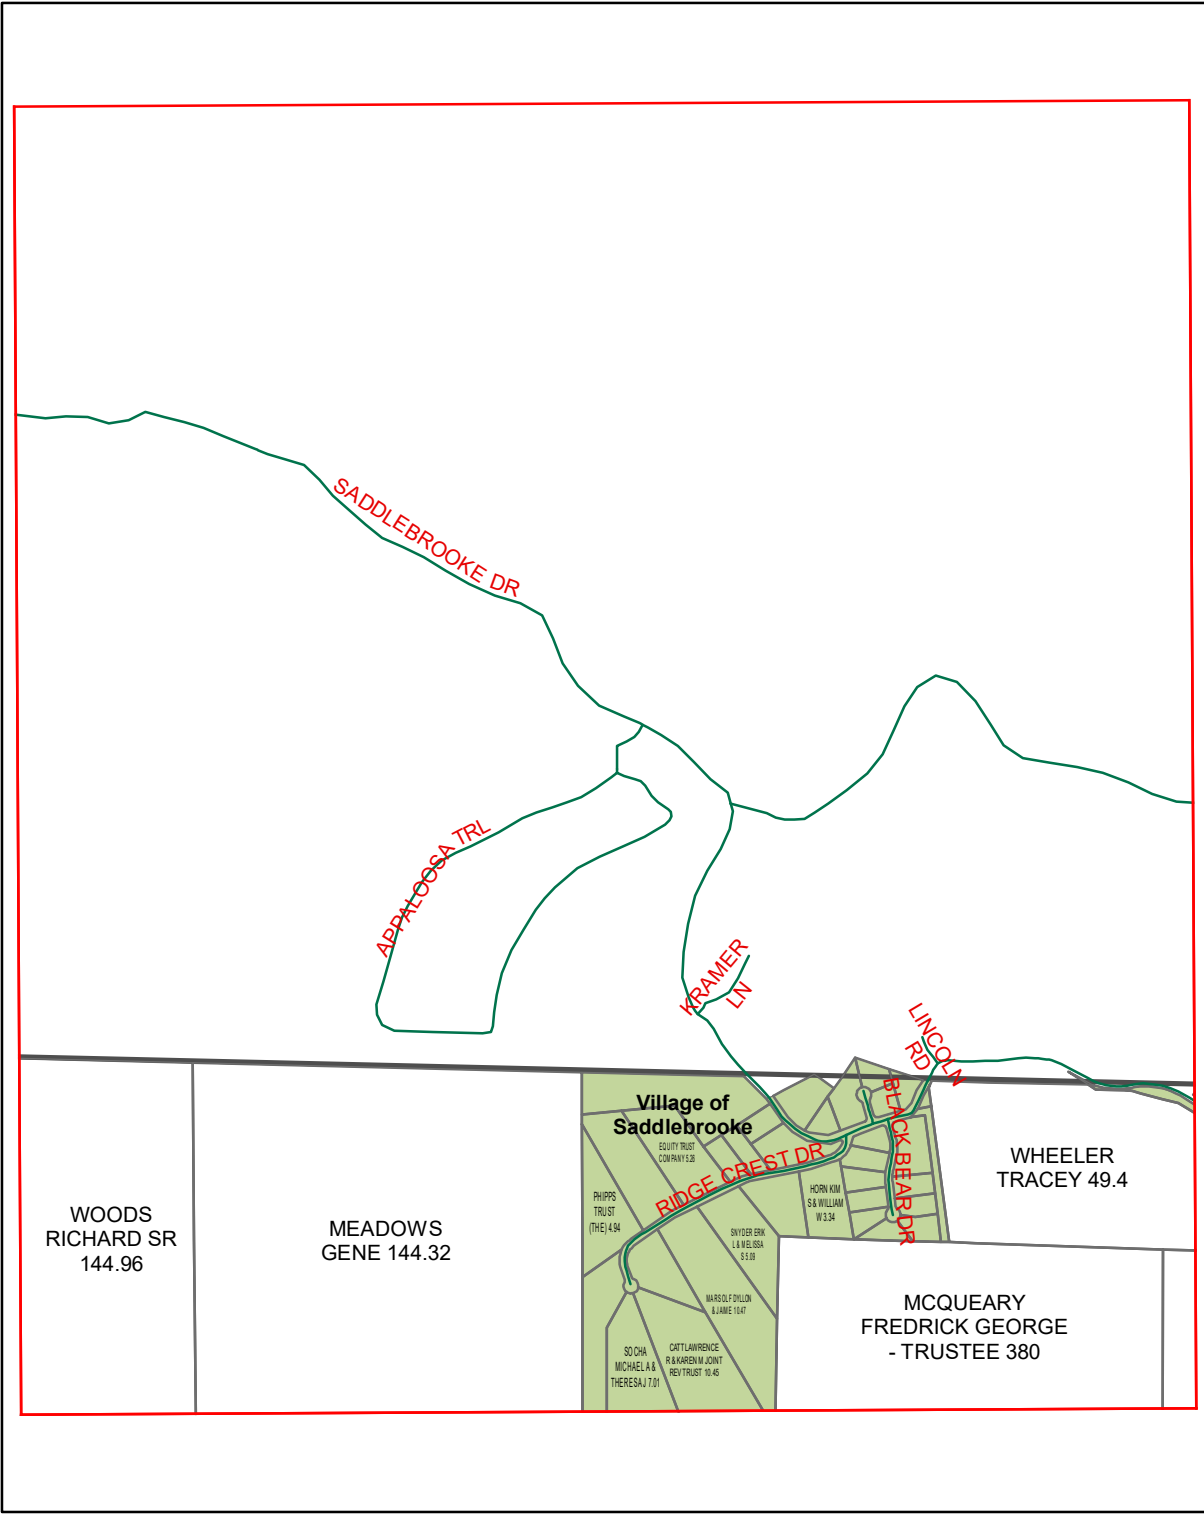 SADDLEBROOKE DR
APPALOOSA TRL
KRAMER
LN
LINCOLN
RD
Village of
Saddlebrooke
EQUITY TRUST
COMPANY 5.26
BLACK BEAR DR
RIDGE CREST DR
WHEELER
TRACEY 49.4
PHIPPS
TRUST
(THE) 4.94
HORN KIM
S & WILLIAM
W 3.34
WOODS
RICHARD SR
144.96
MEADOWS
GENE 144.32
SNYDER ERIK
L & MELISSA
S 5.09
MARSOLF DYLLON
& JAIME 10.47
MCQUEARY
FREDRICK GEORGE
- TRUSTEE 380
SOCHA
MICHAEL A &
THERESA J 7.01
CATT LAWRENCE
R & KAREN M JOINT
REV TRUST 10.45